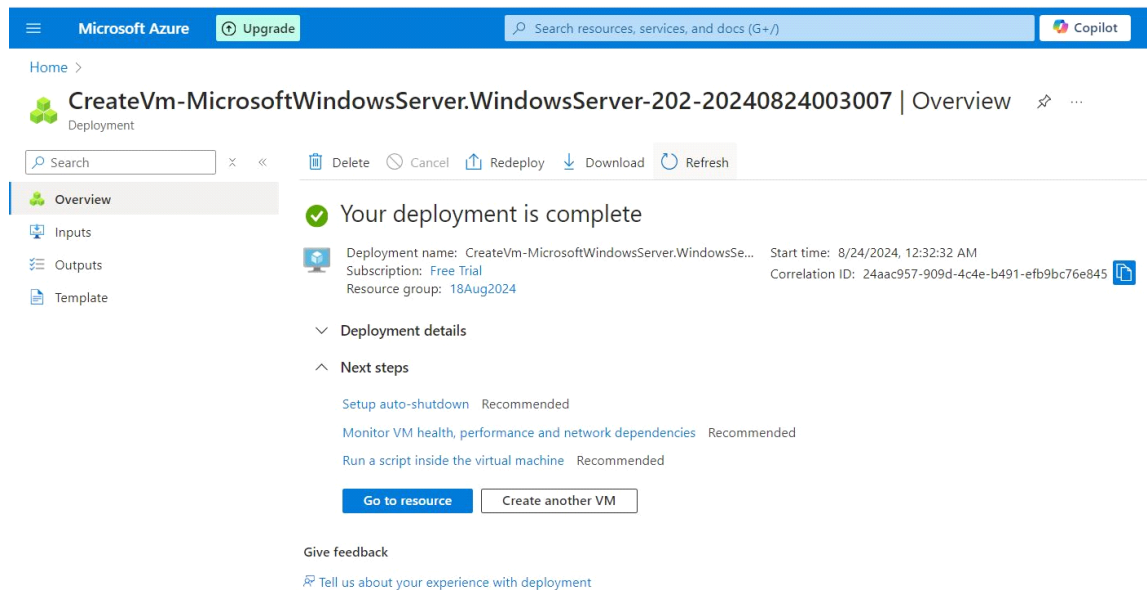 Microsoft Azure Upgrade Search resources, services, and docs (G+/) Copilot
Home >
CreateVm-MicrosoftWindowsServer.WindowsServer-202-20240824003007 | Overview ...
Deployment
Search Delete Cancel Redeploy Download Refresh
Overview
Inputs
Outputs
Template
Your deployment is complete
Deployment name: CreateVm-MicrosoftWindowsServer.WindowsSe... Start time: 8/24/2024, 12:32:32 AM
Subscription: Free Trial Correlation ID: 24aac957-909d-4c4e-b491-efb9bc76e845
Resource group: 18Aug2024
Deployment details
Next steps
Setup auto-shutdown Recommended
Monitor VM health, performance and network dependencies Recommended
Run a script inside the virtual machine Recommended
Go to resource Create another VM
Give feedback
Tell us about your experience with deployment